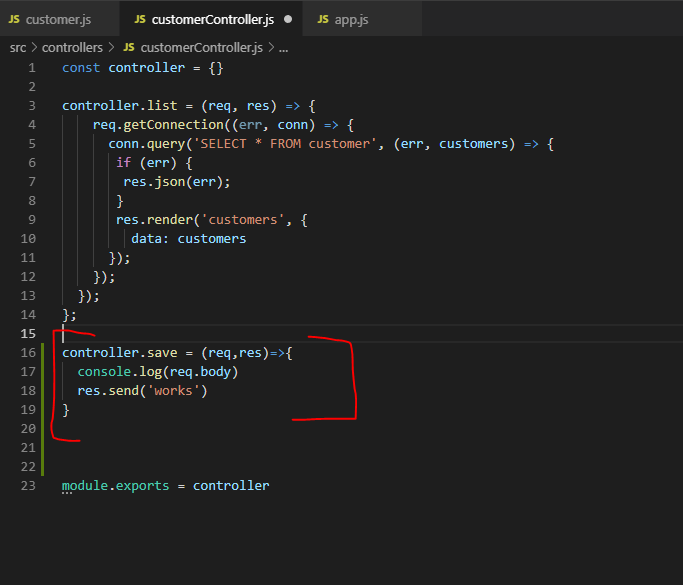 JS customer.js JS customerController.js ● JS app.js
src > controllers > JS customerController.js > ...
1 const controller = {}
2
3 controller.list = (req, res) => {
4 req.getConnection((err, conn) => {
5 conn.query('SELECT * FROM customer', (err, customers) => {
6 if (err) {
7 res.json(err);
8 }
9 res.render('customers', {
10 data: customers
11 });
12 });
13 });
14 };
15
16 controller.save = (req,res)=>{
17 console.log(req.body)
18 res.send('works')
19 }
20
21
22
23 module.exports = controller